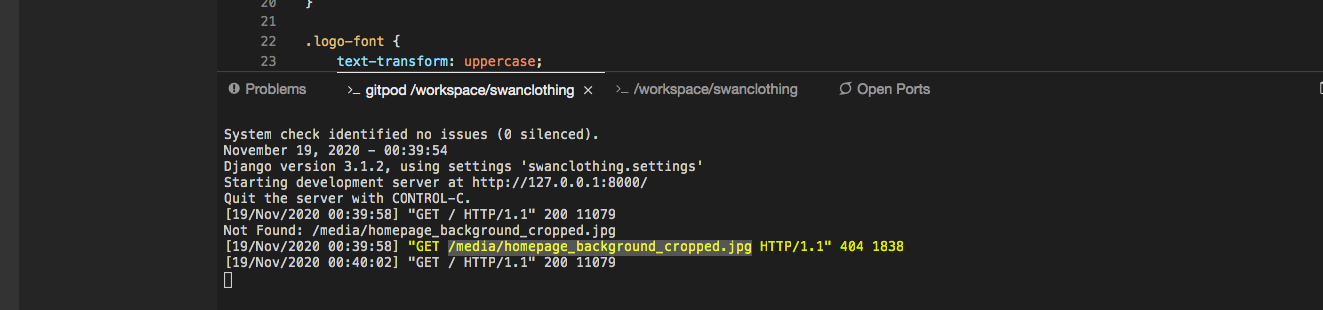 20 }
21
22 .logo-font {
23 text-transform: uppercase;
Problems >_ gitpod /workspace/swanclothing × >_ /workspace/swanclothing Open Ports
System check identified no issues (0 silenced).
November 19, 2020 - 00:39:54
Django version 3.1.2, using settings 'swanclothing.settings'
Starting development server at http://127.0.0.1:8000/
Quit the server with CONTROL-C.
[19/Nov/2020 00:39:58] "GET / HTTP/1.1" 200 11079
Not Found: /media/homepage_background_cropped.jpg
[19/Nov/2020 00:39:58] "GET /media/homepage_background_cropped.jpg HTTP/1.1" 404 1838
[19/Nov/2020 00:40:02] "GET / HTTP/1.1" 200 11079